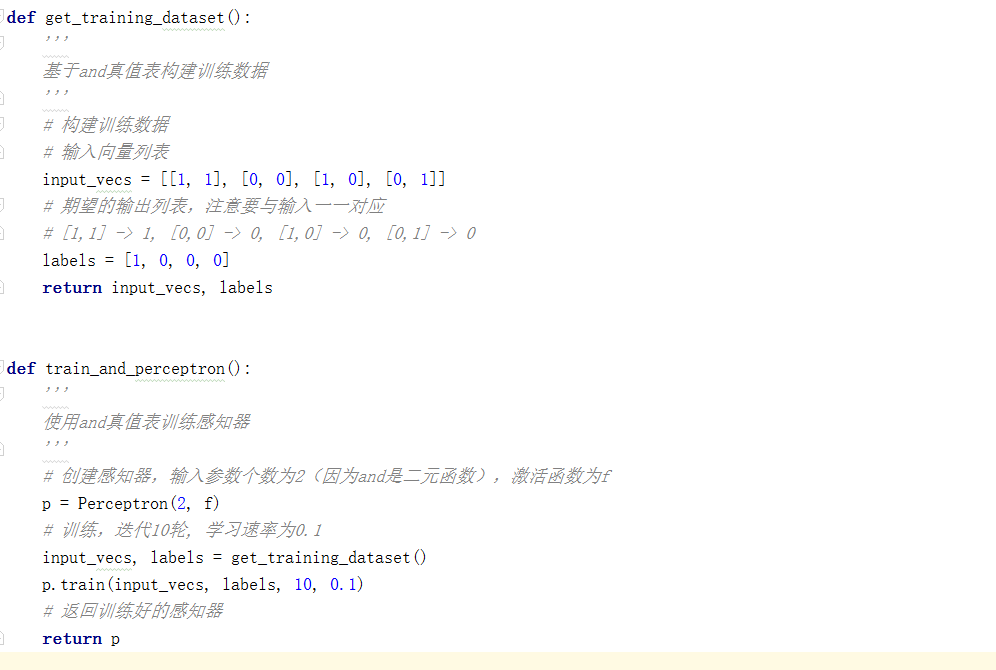 def get_training_dataset():
'''
基于and真值表构建训练数据
'''
# 构建训练数据
# 输入向量列表
input_vecs = [[1, 1], [0, 0], [1, 0], [0, 1]]
# 期望的输出列表，注意要与输入一一对应
# [1,1] -> 1, [0,0] -> 0, [1,0] -> 0, [0,1] -> 0
labels = [1, 0, 0, 0]
return input_vecs, labels
def train_and_perceptron():
'''
使用and真值表训练感知器
'''
# 创建感知器，输入参数个数为2（因为and是二元函数），激活函数为f
p = Perceptron(2, f)
# 训练，迭代10轮, 学习速率为0.1
input_vecs, labels = get_training_dataset()
p.train(input_vecs, labels, 10, 0.1)
# 返回训练好的感知器
return p